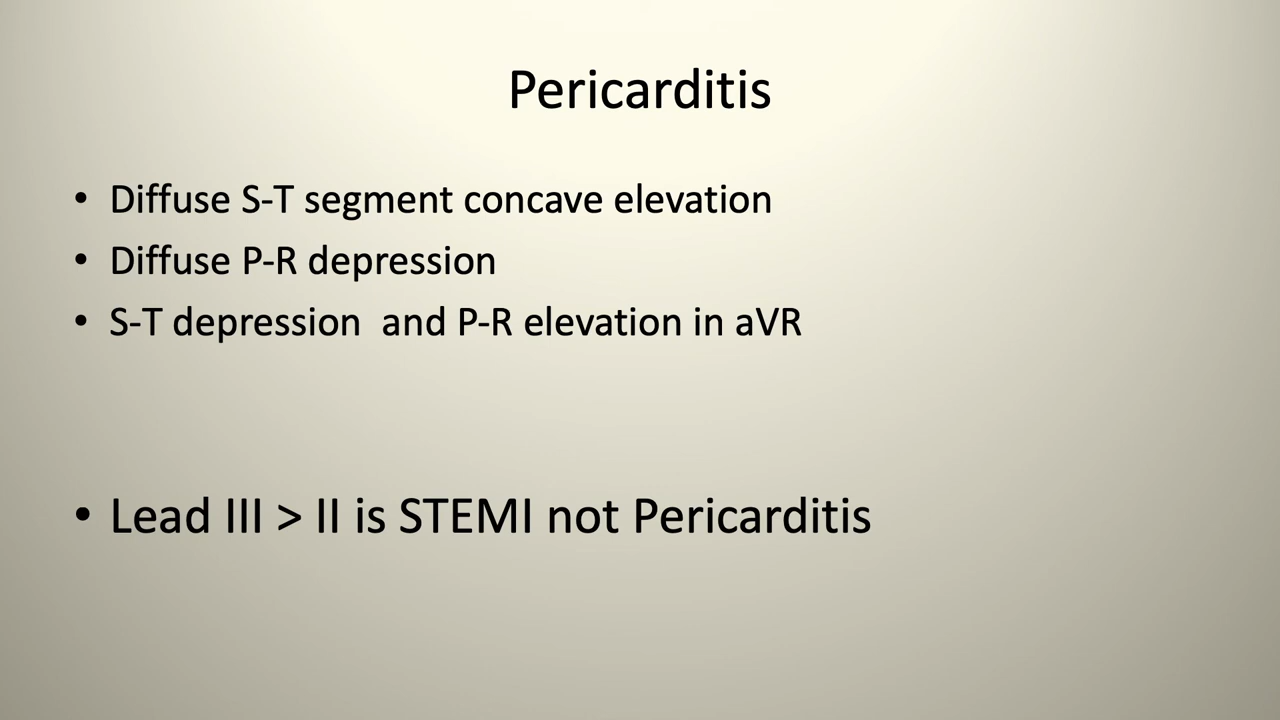 Pericarditis
• Diffuse S-T segment concave elevation
• Diffuse P-R depression
• S-T depression  and P-R elevation in aVR
• Lead III > II is STEMI not Pericarditis